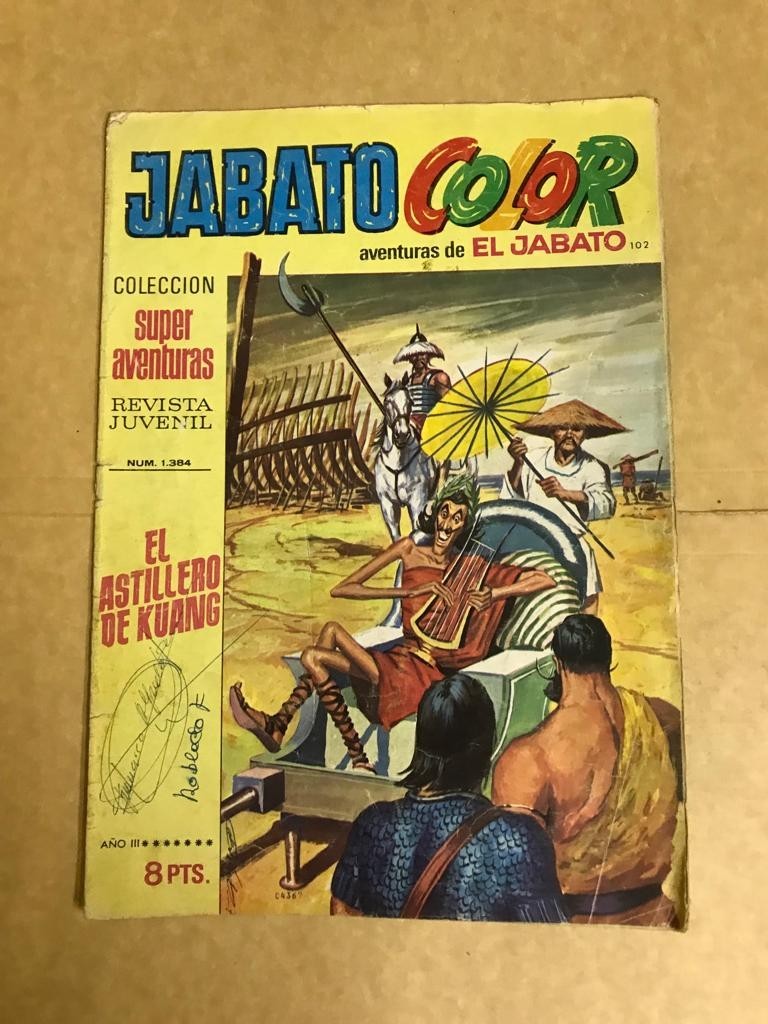 JABATO COLOR
aventuras de EL JABATO 102
COLECCION
super
aventuras
REVISTA
JUVENIL
NUM. 1.384
EL
ASTILLERO
DE KUANG
AÑO III ★★★★★★★
8 PTS.